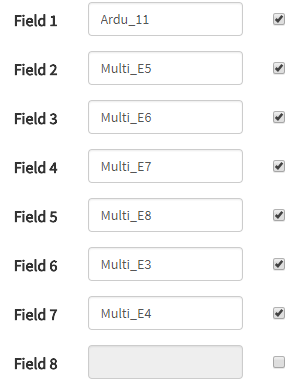 Field 1 Ardu_11
Field 2 Multi_E5
Field 3 Multi_E6
Field 4 Multi_E7
Field 5 Multi_E8
Field 6 Multi_E3
Field 7 Multi_E4
Field 8